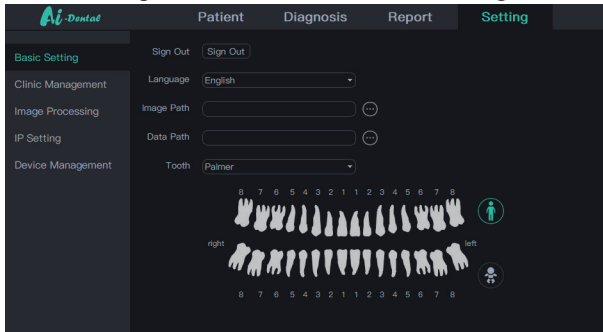 Ai-Dental Patient Diagnosis Report Setting
Basic Setting
Clinic Management
Image Processing
IP Setting
Device Management
Sign Out Sign Out
Language English
Image Path
Data Path
Tooth Palmer
8 7 6 5 4 3 2 1 1 2 3 4 5 6 7 8
right left
8 7 6 5 4 3 2 1 1 2 3 4 5 6 7 8